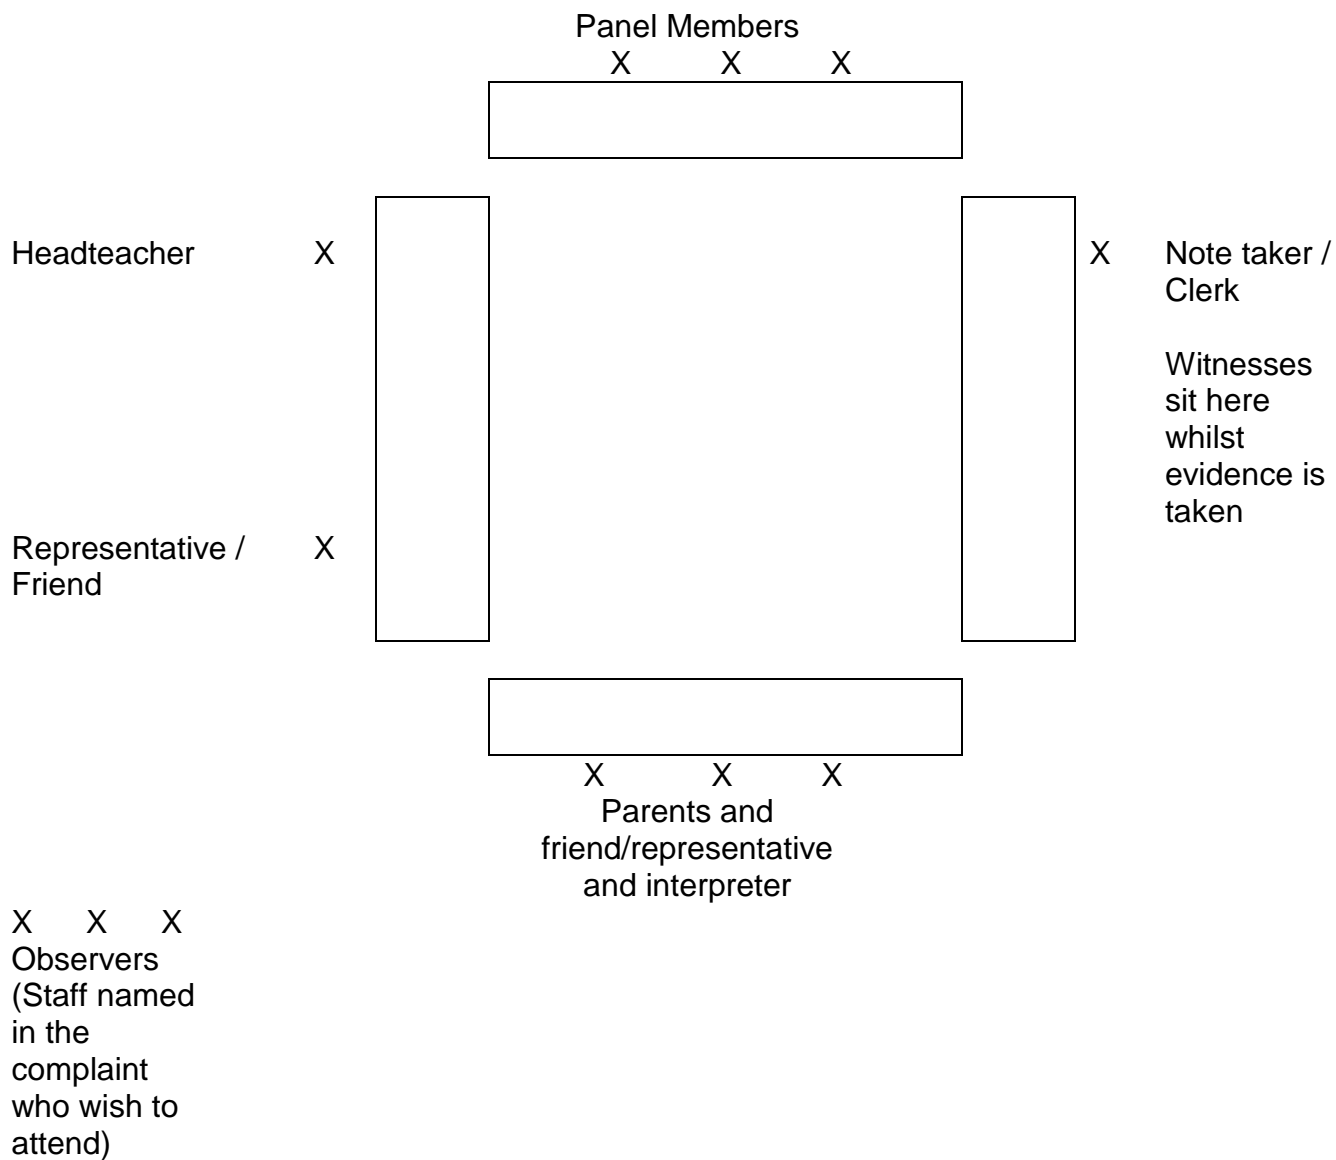 Panel Members
X X X
Headteacher X
X Note taker /
Clerk
Witnesses
sit here
whilst
evidence is
taken
Representative / X
Friend
X X X
Parents and
friend/representative
and interpreter
X X X
Observers
(Staff named
in the
complaint
who wish to
attend)